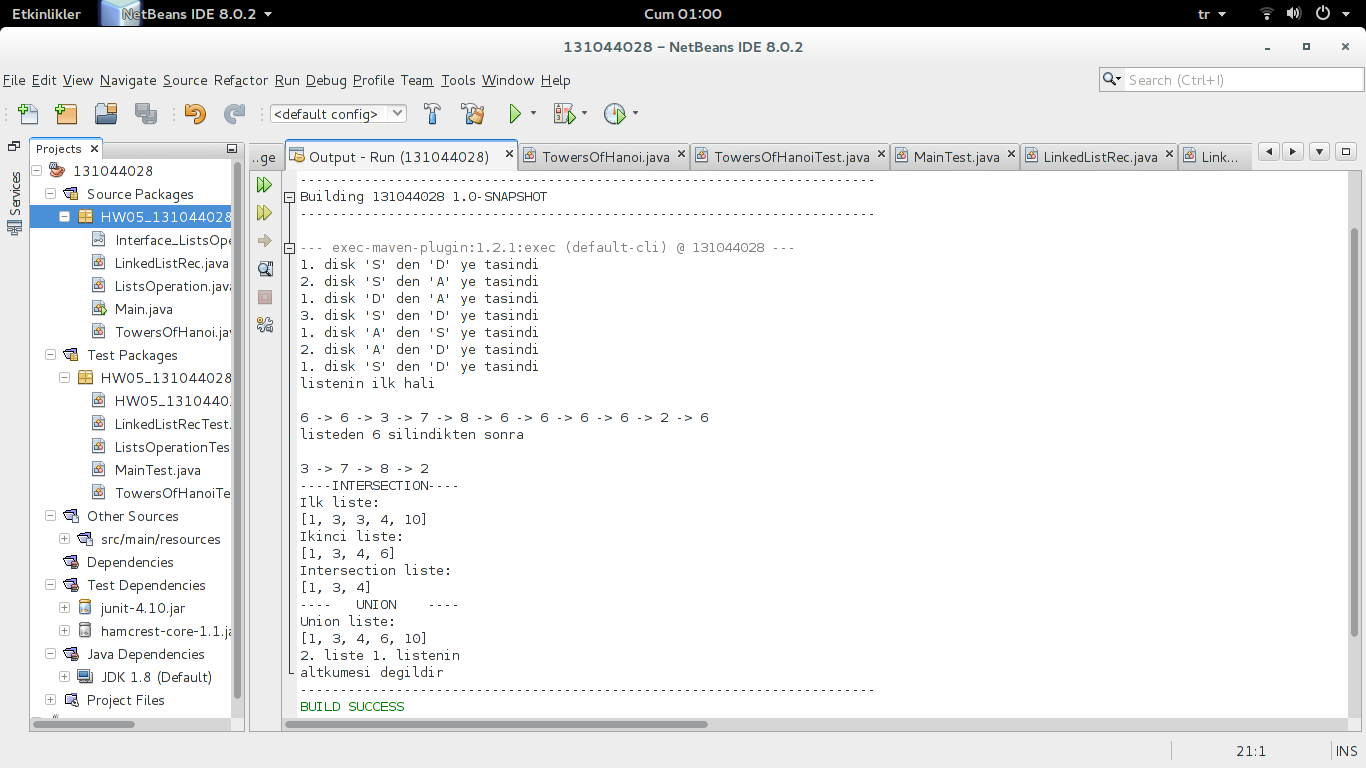 Etkinlikler NetBeans IDE 8.0.2 Cum 01:00 tr
131044028 – NetBeans IDE 8.0.2
File Edit View Navigate Source Refactor Run Debug Profile Team Tools Window Help
Search (Ctrl+I)
<default config>
Projects
..ge
Output - Run (131044028)
TowersOfHanoi.java
TowersOfHanoiTest.java
MainTest.java
LinkedListRec.java
Link...
Services
131044028
Source Packages
HW05_131044028
Interface_ListsOpe
LinkedListRec.java
ListsOperation.java
Main.java
TowersOfHanoi.jav
Test Packages
HW05_131044028
HW05_13104402
LinkedListRecTest.
ListsOperationTes
MainTest.java
TowersOfHanoiTe
Other Sources
src/main/resources
Dependencies
Test Dependencies
junit-4.10.jar
hamcrest-core-1.1.ja
Java Dependencies
JDK 1.8 (Default)
Project Files
------------------------------------------------------------------------
Building 131044028 1.0-SNAPSHOT
------------------------------------------------------------------------
--- exec-maven-plugin:1.2.1:exec (default-cli) @ 131044028 ---
1. disk 'S' den 'D' ye tasindi
2. disk 'S' den 'A' ye tasindi
1. disk 'D' den 'A' ye tasindi
3. disk 'S' den 'D' ye tasindi
1. disk 'A' den 'S' ye tasindi
2. disk 'A' den 'D' ye tasindi
1. disk 'S' den 'D' ye tasindi
listenin ilk hali
6 -> 6 -> 3 -> 7 -> 8 -> 6 -> 6 -> 6 -> 6 -> 2 -> 6
listeden 6 silindikten sonra
3 -> 7 -> 8 -> 2
----INTERSECTION----
Ilk liste:
[1, 3, 3, 4, 10]
Ikinci liste:
[1, 3, 4, 6]
Intersection liste:
[1, 3, 4]
---- UNION ----
Union liste:
[1, 3, 4, 6, 10]
2. liste 1. listenin
altkumesi degildir
------------------------------------------------------------------------
BUILD SUCCESS
21:1 INS